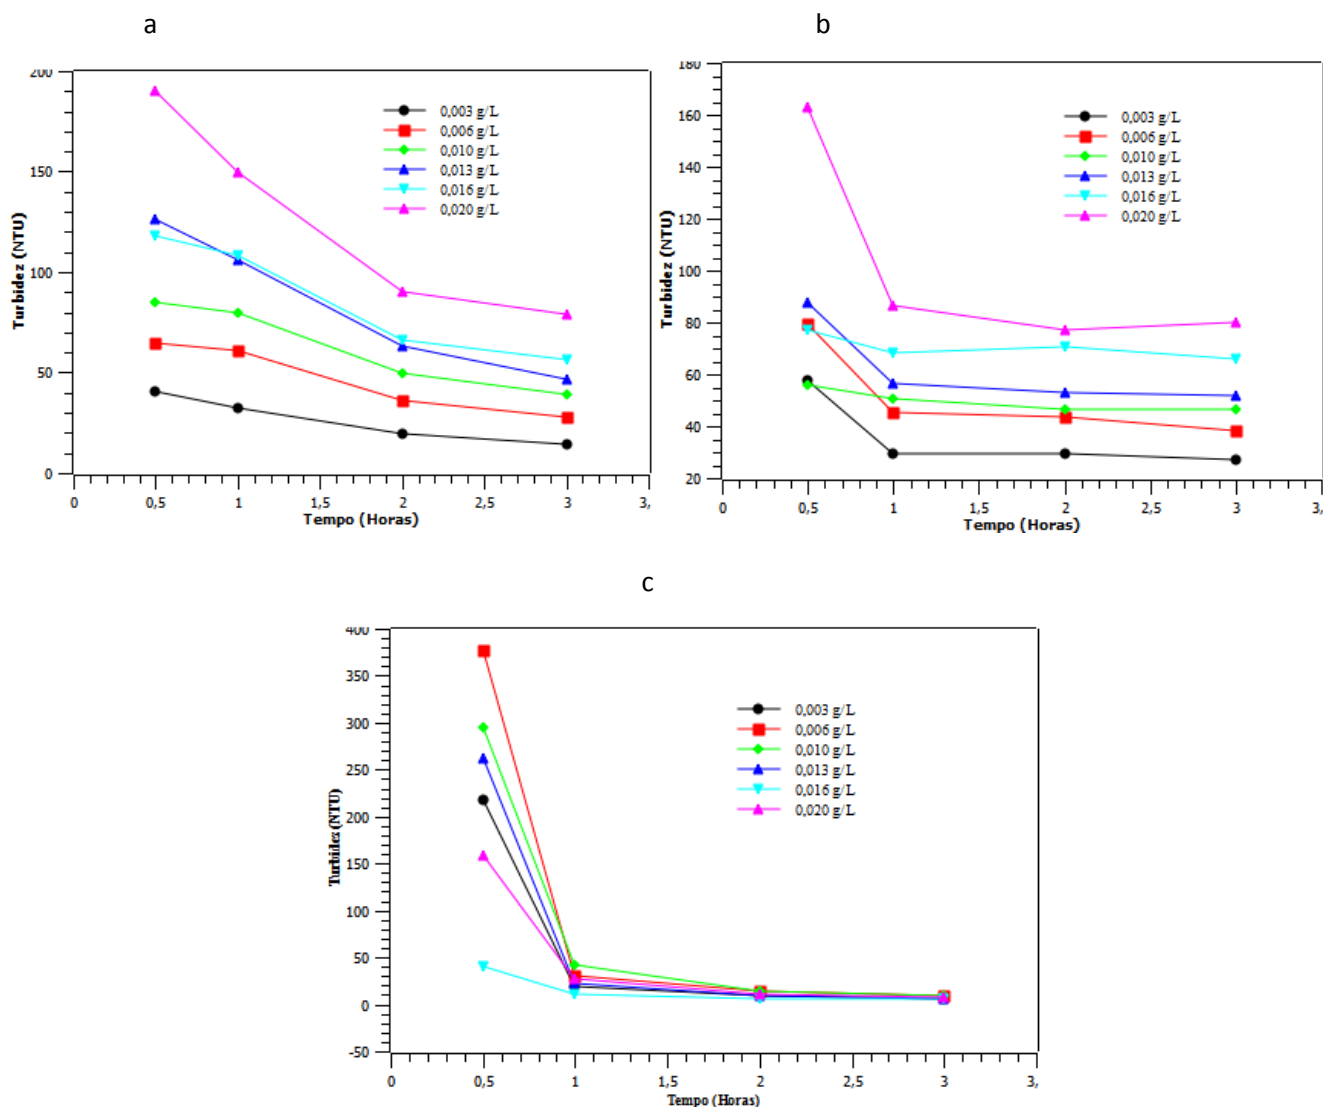 a
b
200
150
100
50
0
Turbidez (NTU)
0,003 g/L
0,006 g/L
0,010 g/L
0,013 g/L
0,016 g/L
0,020 g/L
0 0,5 1 1,5 2 2,5 3 3,
Tempo (Horas)
180
160
140
120
100
80
60
40
20
Turbidez (NTU)
0,003 g/L
0,006 g/L
0,010 g/L
0,013 g/L
0,016 g/L
0,020 g/L
0 0,5 1 1,5 2 2,5 3 3,
Tempo (Horas)
c
400
350
300
250
200
150
100
50
0
-50
Turbidez (NTU)
0,003 g/L
0,006 g/L
0,010 g/L
0,013 g/L
0,016 g/L
0,020 g/L
0 0,5 1 1,5 2 2,5 3 3,
Tempo (Horas)